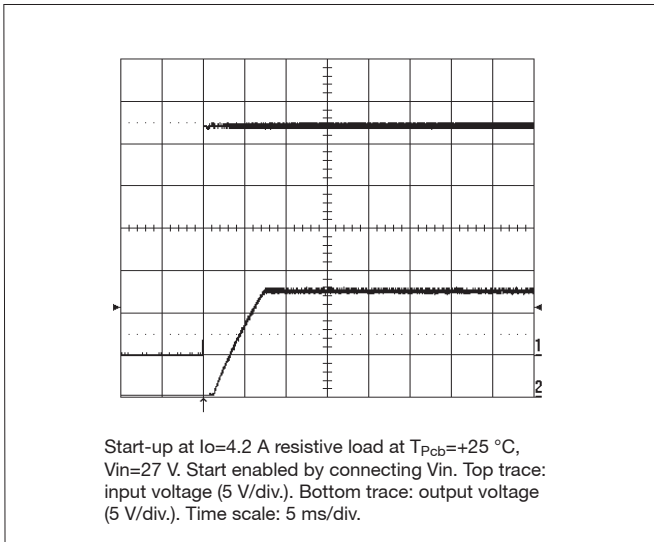 1
2
Start-up at Io=4.2 A resistive load at TPcb=+25 °C,
Vin=27 V. Start enabled by connecting Vin. Top trace:
input voltage (5 V/div.). Bottom trace: output voltage
(5 V/div.). Time scale: 5 ms/div.